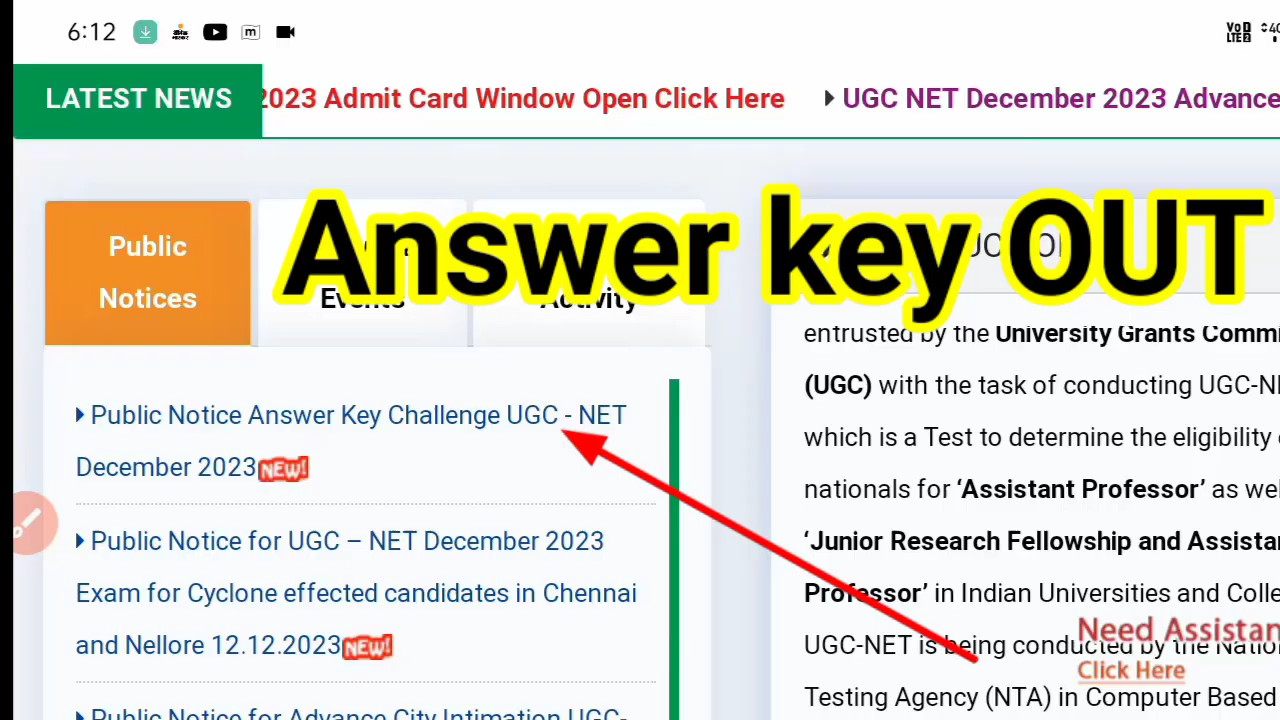 6:12
LATEST NEWS
2023 Admit Card Window Open Click Here
UGC NET December 2023 Advance
Answer key OUT
Public
Notices
Events
Activity
Public Notice Answer Key Challenge UGC - NET
December 2023 NEW!
Public Notice for UGC – NET December 2023
Exam for Cyclone effected candidates in Chennai
and Nellore 12.12.2023 NEW!
Public Notice for Advance City Intimation UGC-
entrusted by the University Grants Commi
(UGC) with the task of conducting UGC-NE
which is a Test to determine the eligibility
nationals for ‘Assistant Professor’ as wel
‘Junior Research Fellowship and Assistan
Professor’ in Indian Universities and Colle
UGC-NET is being conducted by the Natio
Testing Agency (NTA) in Computer Based
Need Assistan
Click Here